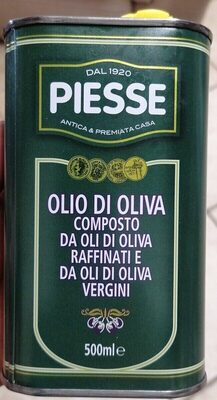 DAL 1920
PIESSE
ANTICA & PREMIATA CASA
OLIO DI OLIVA
COMPOSTO
DA OLI DI OLIVA
RAFFINATI E
DA OLI DI OLIVA
VERGINI
500ml e